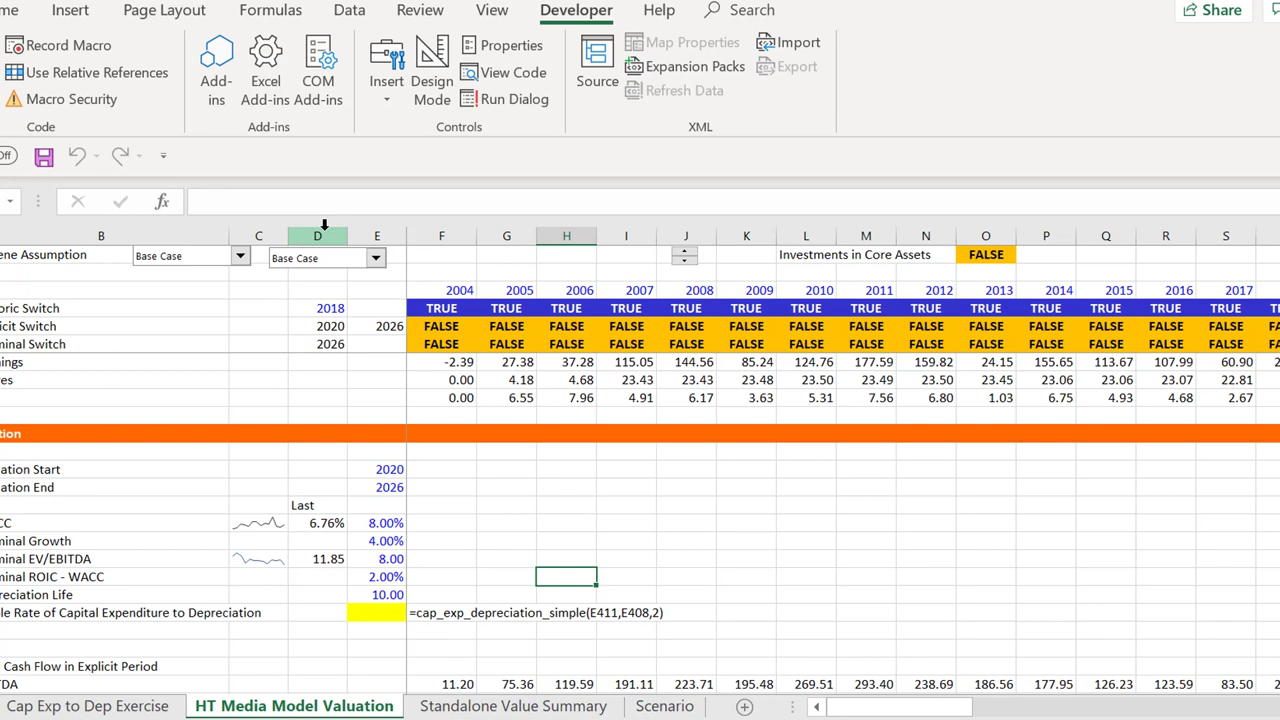 me Insert Page Layout Formulas Data Review View Developer Help Search Share
Record Macro
Use Relative References
Macro Security
Code
Add-
ins
Excel
Add-ins
COM
Add-ins
Add-ins
Insert
Design
Mode
Properties
View Code
Run Dialog
Controls
Source
Map Properties
Expansion Packs
Refresh Data
Import
Export
XML
Off
fx
B C D E F G H I J K L M N O P Q R S
ene Assumption Base Case Base Case Investments in Core Assets FALSE
2004 2005 2006 2007 2008 2009 2010 2011 2012 2013 2014 2015 2016 2017
oric Switch 2018 TRUE TRUE TRUE TRUE TRUE TRUE TRUE TRUE TRUE TRUE TRUE TRUE TRUE TRUE
icit Switch 2020 2026 FALSE FALSE FALSE FALSE FALSE FALSE FALSE FALSE FALSE FALSE FALSE FALSE FALSE FALSE
minal Switch 2026 FALSE FALSE FALSE FALSE FALSE FALSE FALSE FALSE FALSE FALSE FALSE FALSE FALSE FALSE
nings -2.39 27.38 37.28 115.05 144.56 85.24 124.76 177.59 159.82 24.15 155.65 113.67 107.99 60.90 2
res 0.00 4.18 4.68 23.43 23.43 23.48 23.50 23.49 23.50 23.45 23.06 23.06 23.07 22.81
0.00 6.55 7.96 4.91 6.17 3.63 5.31 7.56 6.80 1.03 6.75 4.93 4.68 2.67
tion
ation Start 2020
ation End 2026
Last
CC 6.76% 8.00%
minal Growth 4.00%
minal EV/EBITDA 11.85 8.00
minal ROIC - WACC 2.00%
reciation Life 10.00
le Rate of Capital Expenditure to Depreciation =cap_exp_depreciation_simple(E411,E408,2)
Cash Flow in Explicit Period
TDA 11.20 75.36 119.59 191.11 223.71 195.48 269.51 293.40 238.69 186.56 177.95 126.23 123.59 83.50 2
Cap Exp to Dep Exercise HT Media Model Valuation Standalone Value Summary Scenario